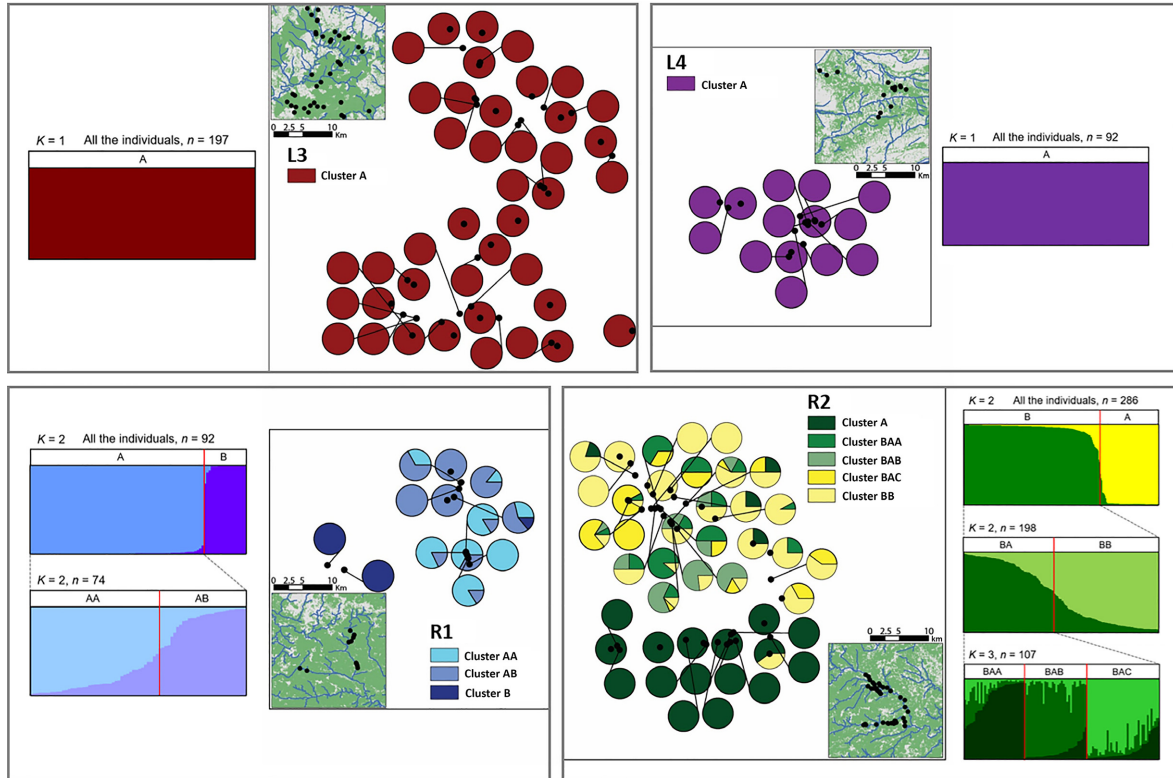 K = 1 All the individuals, n = 197
A
0 2.5 5 10
Km
L3
Cluster A
L4
Cluster A
0 2.5 5 10
Km
K = 1 All the individuals, n = 92
A
K = 2 All the individuals, n = 92
A B
K = 2, n = 74
AA AB
0 2.5 5 10
Km
R1
Cluster AA
Cluster AB
Cluster B
R2
Cluster A
Cluster BAA
Cluster BAB
Cluster BAC
Cluster BB
0 2.5 5 10
Km
K = 2 All the individuals, n = 286
B A
K = 2, n = 198
BA BB
K = 3, n = 107
BAA BAB BAC